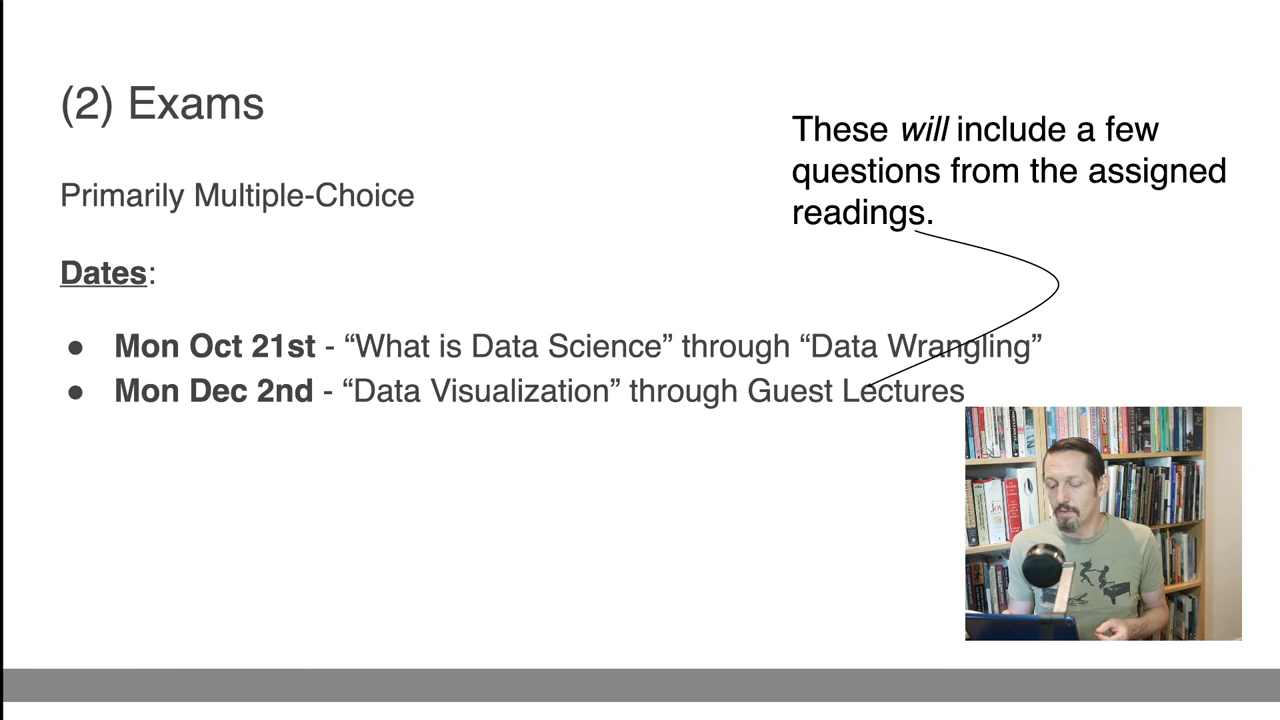 (2) Exams
Primarily Multiple-Choice
Dates:
● Mon Oct 21st - “What is Data Science” through “Data Wrangling”
● Mon Dec 2nd - “Data Visualization” through Guest Lectures
These will include a few
questions from the assigned
readings.